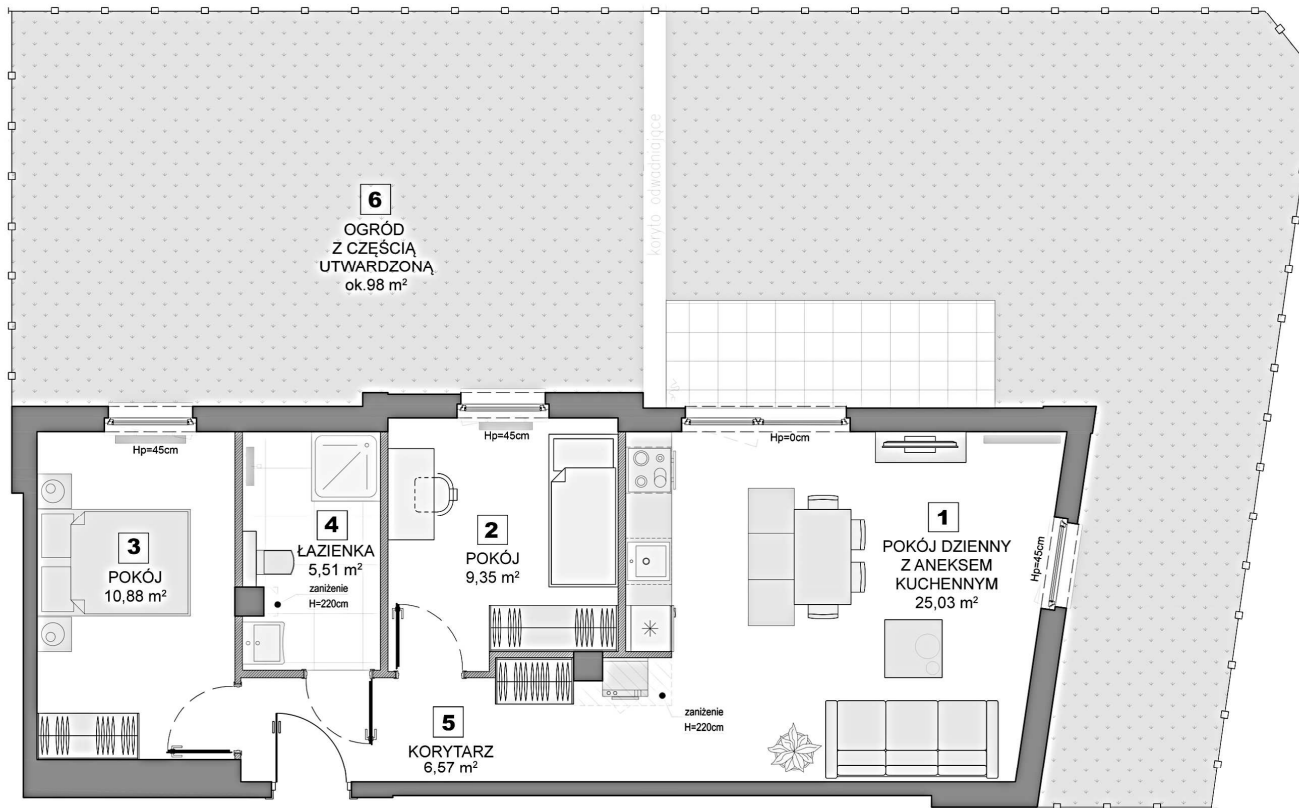 6
OGRÓD
Z CZĘŚCIĄ
UTWARDZONĄ
ok.98 m²
koryto odwadniające
Hp=45cm
Hp=45cm
Hp=0cm
3
POKÓJ
10,88 m²
4
ŁAZIENKA
5,51 m²
zaniżenie
H=220cm
2
POKÓJ
9,35 m²
1
POKÓJ DZIENNY
Z ANEKSEM
KUCHENNYM
25,03 m²
Hp=45cm
5
KORYTARZ
6,57 m²
zaniżenie
H=220cm